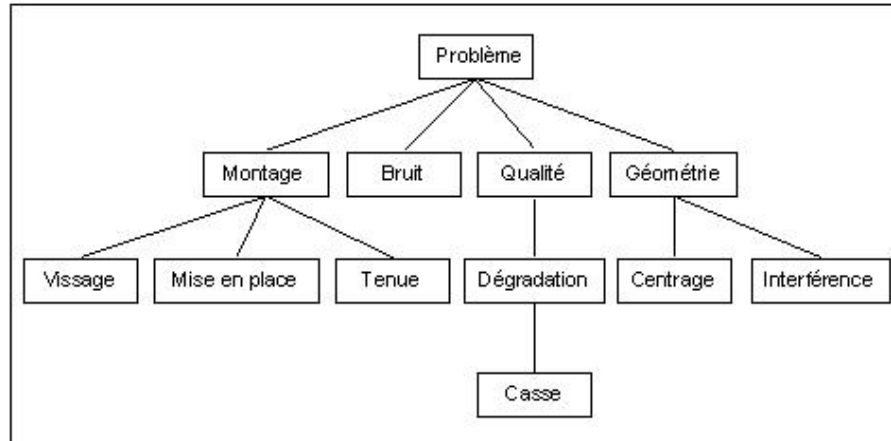 Problème
Montage
Bruit
Qualité
Géométrie
Vissage
Mise en place
Tenue
Dégradation
Centrage
Interférence
Casse